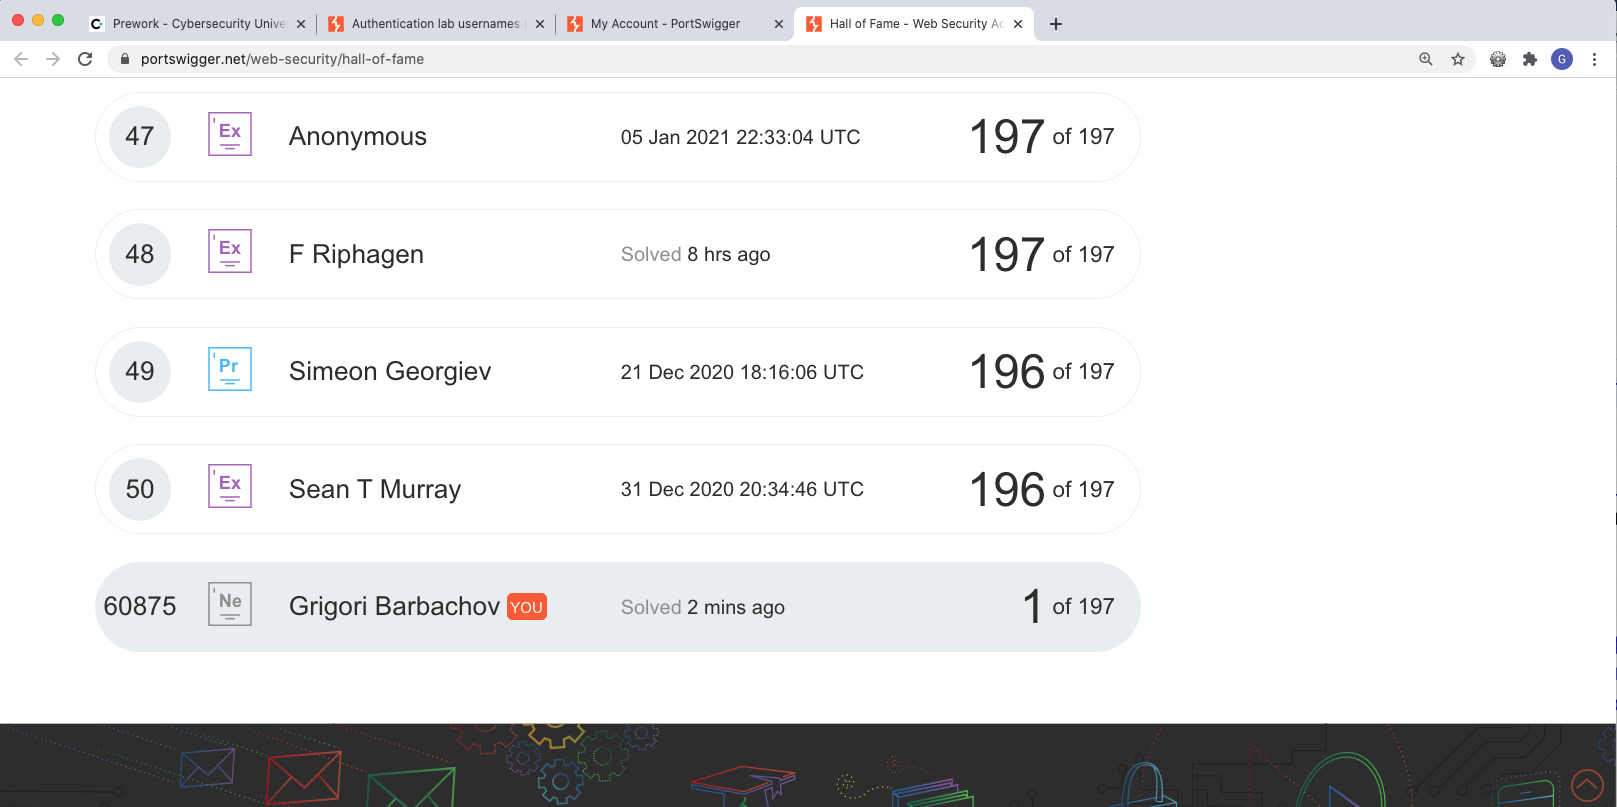 Prework - Cybersecurity Unive
Authentication lab usernames
My Account - PortSwigger
Hall of Fame - Web Security Ac
portswigger.net/web-security/hall-of-fame
G
47 Ex Anonymous 05 Jan 2021 22:33:04 UTC 197 of 197
48 Ex F Riphagen Solved 8 hrs ago 197 of 197
49 Pr Simeon Georgiev 21 Dec 2020 18:16:06 UTC 196 of 197
50 Ex Sean T Murray 31 Dec 2020 20:34:46 UTC 196 of 197
60875 Ne Grigori Barbachov YOU Solved 2 mins ago 1 of 197